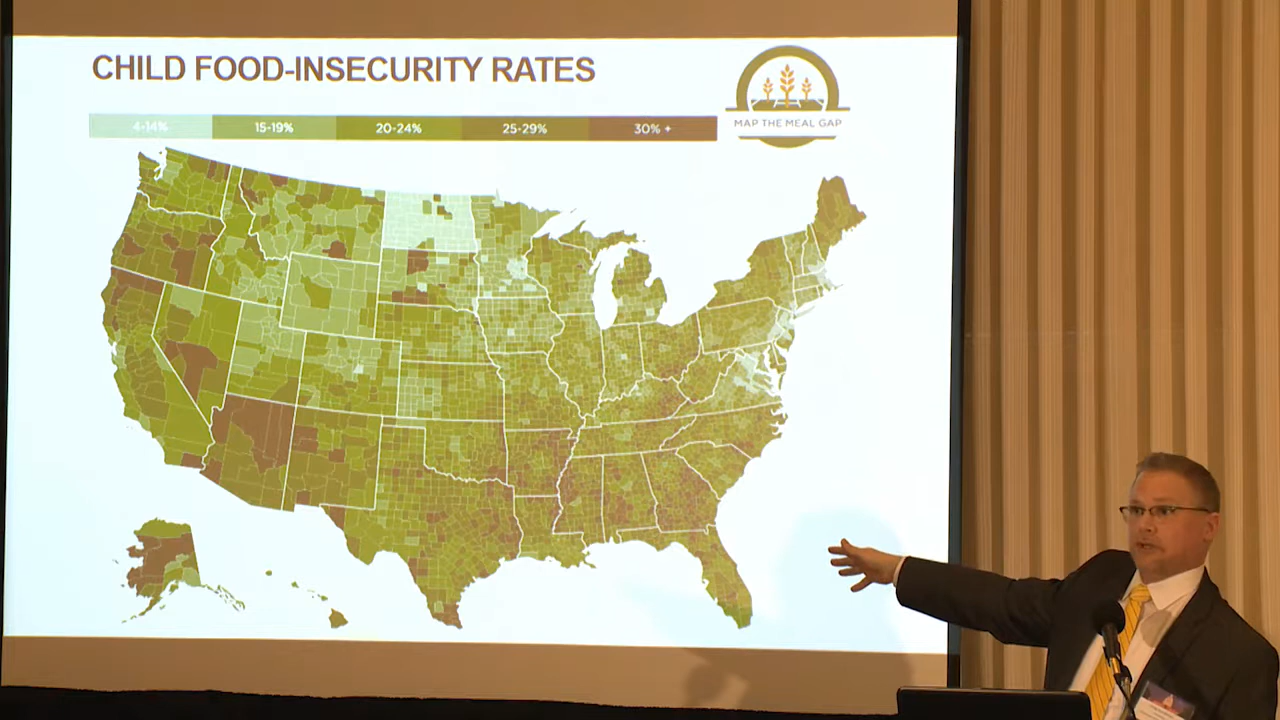 CHILD FOOD-INSECURITY RATES
4-14% 15-19% 20-24% 25-29% 30% +
MAP THE MEAL GAP